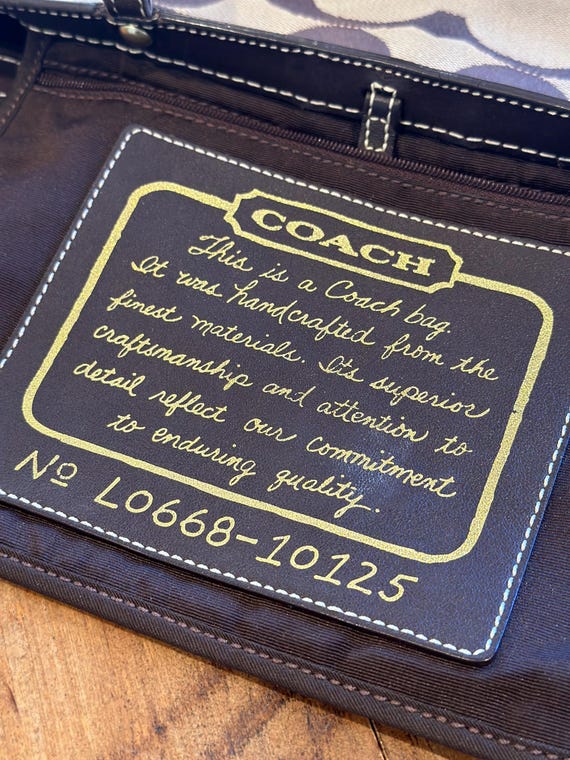 COACH
This is a Coach bag.
It was handcrafted from the
finest materials. Its superior
craftsmanship and attention to
detail reflect our commitment
to enduring quality.
Nº L0668-10125